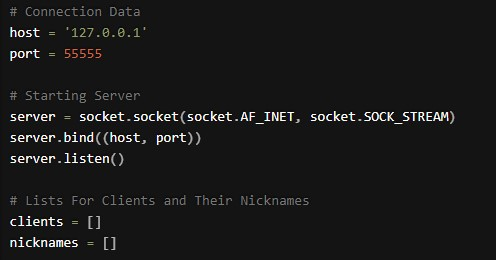 # Connection Data
host = '127.0.0.1'
port = 55555
# Starting Server
server = socket.socket(socket.AF_INET, socket.SOCK_STREAM)
server.bind((host, port))
server.listen()
# Lists For Clients and Their Nicknames
clients = []
nicknames = []